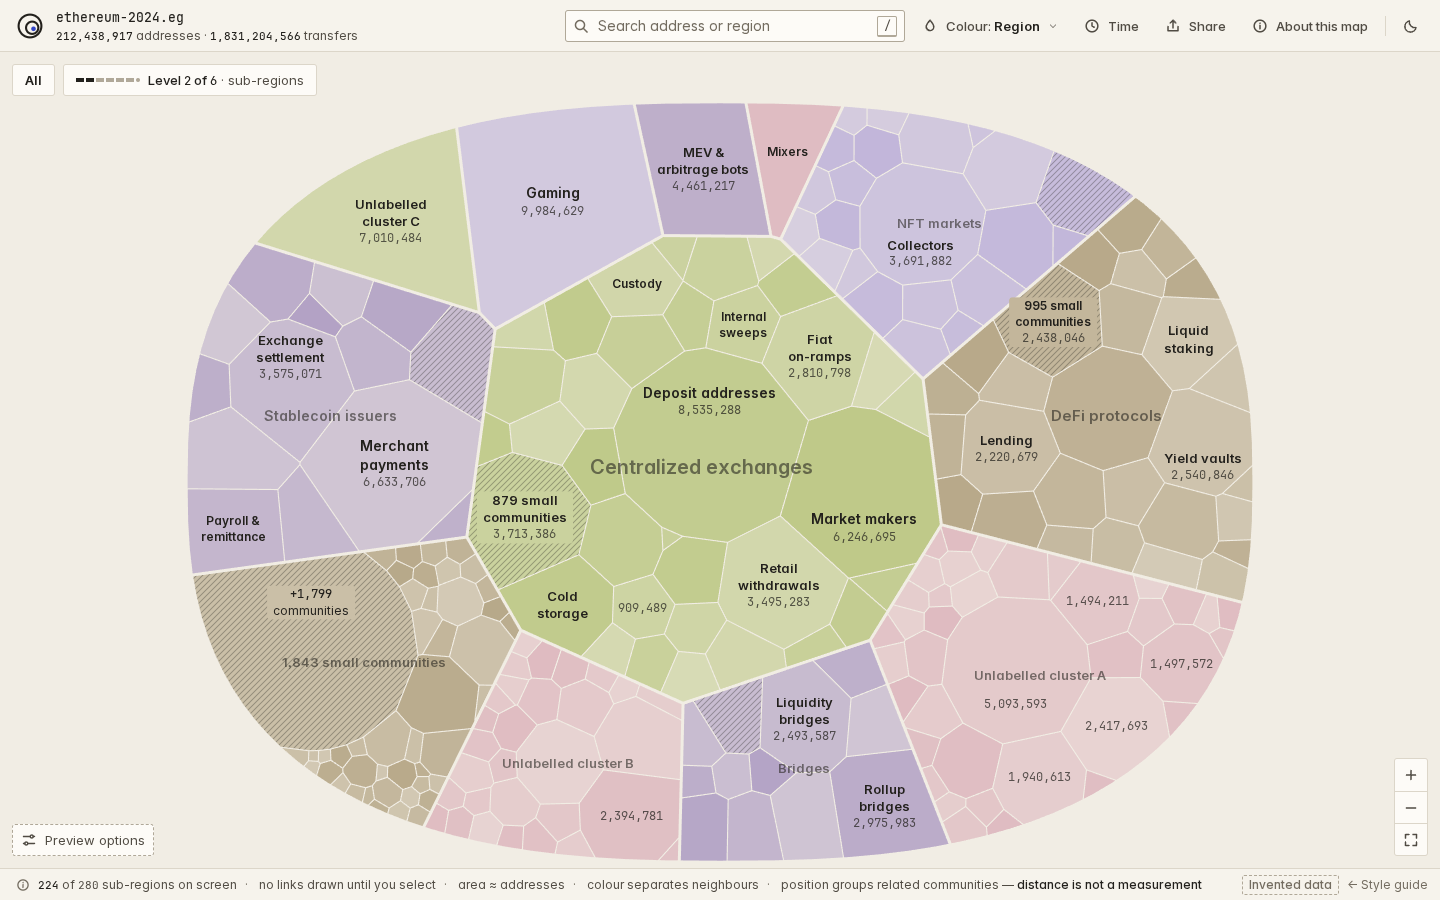 ethereum-2024.eg
212,438,917 addresses · 1,831,204,566 transfers
Search address or region
/
Colour: Region
Time
Share
About this map
All
Level 2 of 6 · sub-regions
Unlabelled
cluster C
7,010,484
Gaming
9,984,629
MEV &
arbitrage bots
4,461,217
Mixers
NFT markets
Collectors
3,691,882
Custody
Internal
sweeps
Fiat
on-ramps
2,810,798
995 small
communities
2,438,046
Liquid
staking
Exchange
settlement
3,575,071
Stablecoin issuers
Merchant
payments
6,633,706
Payroll &
remittance
Deposit addresses
8,535,288
Centralized exchanges
879 small
communities
3,713,386
Market makers
6,246,695
DeFi protocols
Lending
2,220,679
Yield vaults
2,540,846
Retail
withdrawals
3,495,283
Cold
storage
909,489
+1,799
communities
1,843 small communities
1,494,211
1,497,572
Unlabelled cluster A
5,093,593
2,417,693
1,940,613
Liquidity
bridges
2,493,587
Bridges
Rollup
bridges
2,975,983
Unlabelled cluster B
2,394,781
Preview options
224 of 280 sub-regions on screen · no links drawn until you select · area ≈ addresses · colour separates neighbours · position groups related communities — distance is not a measurement
Invented data
← Style guide